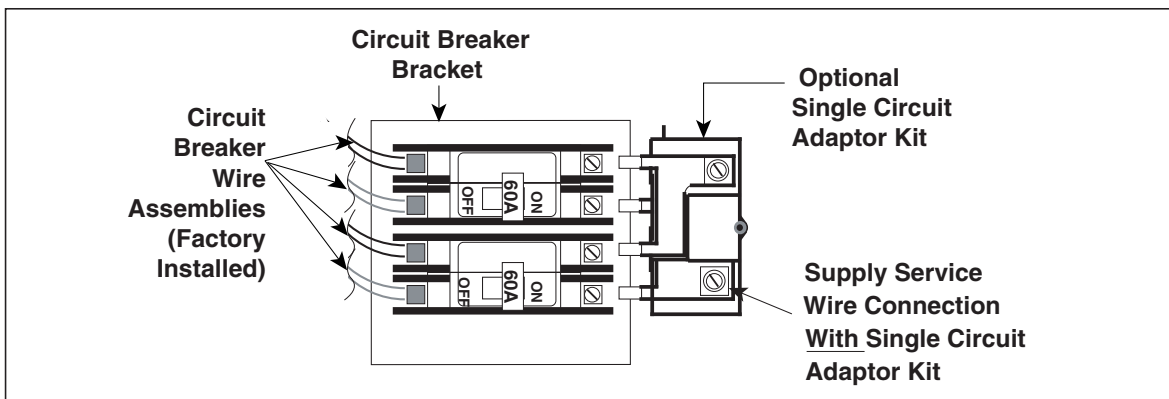 Circuit Breaker
Bracket
Optional
Single Circuit
Adaptor Kit
Circuit
Breaker
Wire
Assemblies
(Factory
Installed)
OFF
60A
ON
OFF
60A
ON
Supply Service
Wire Connection
With Single Circuit
Adaptor Kit